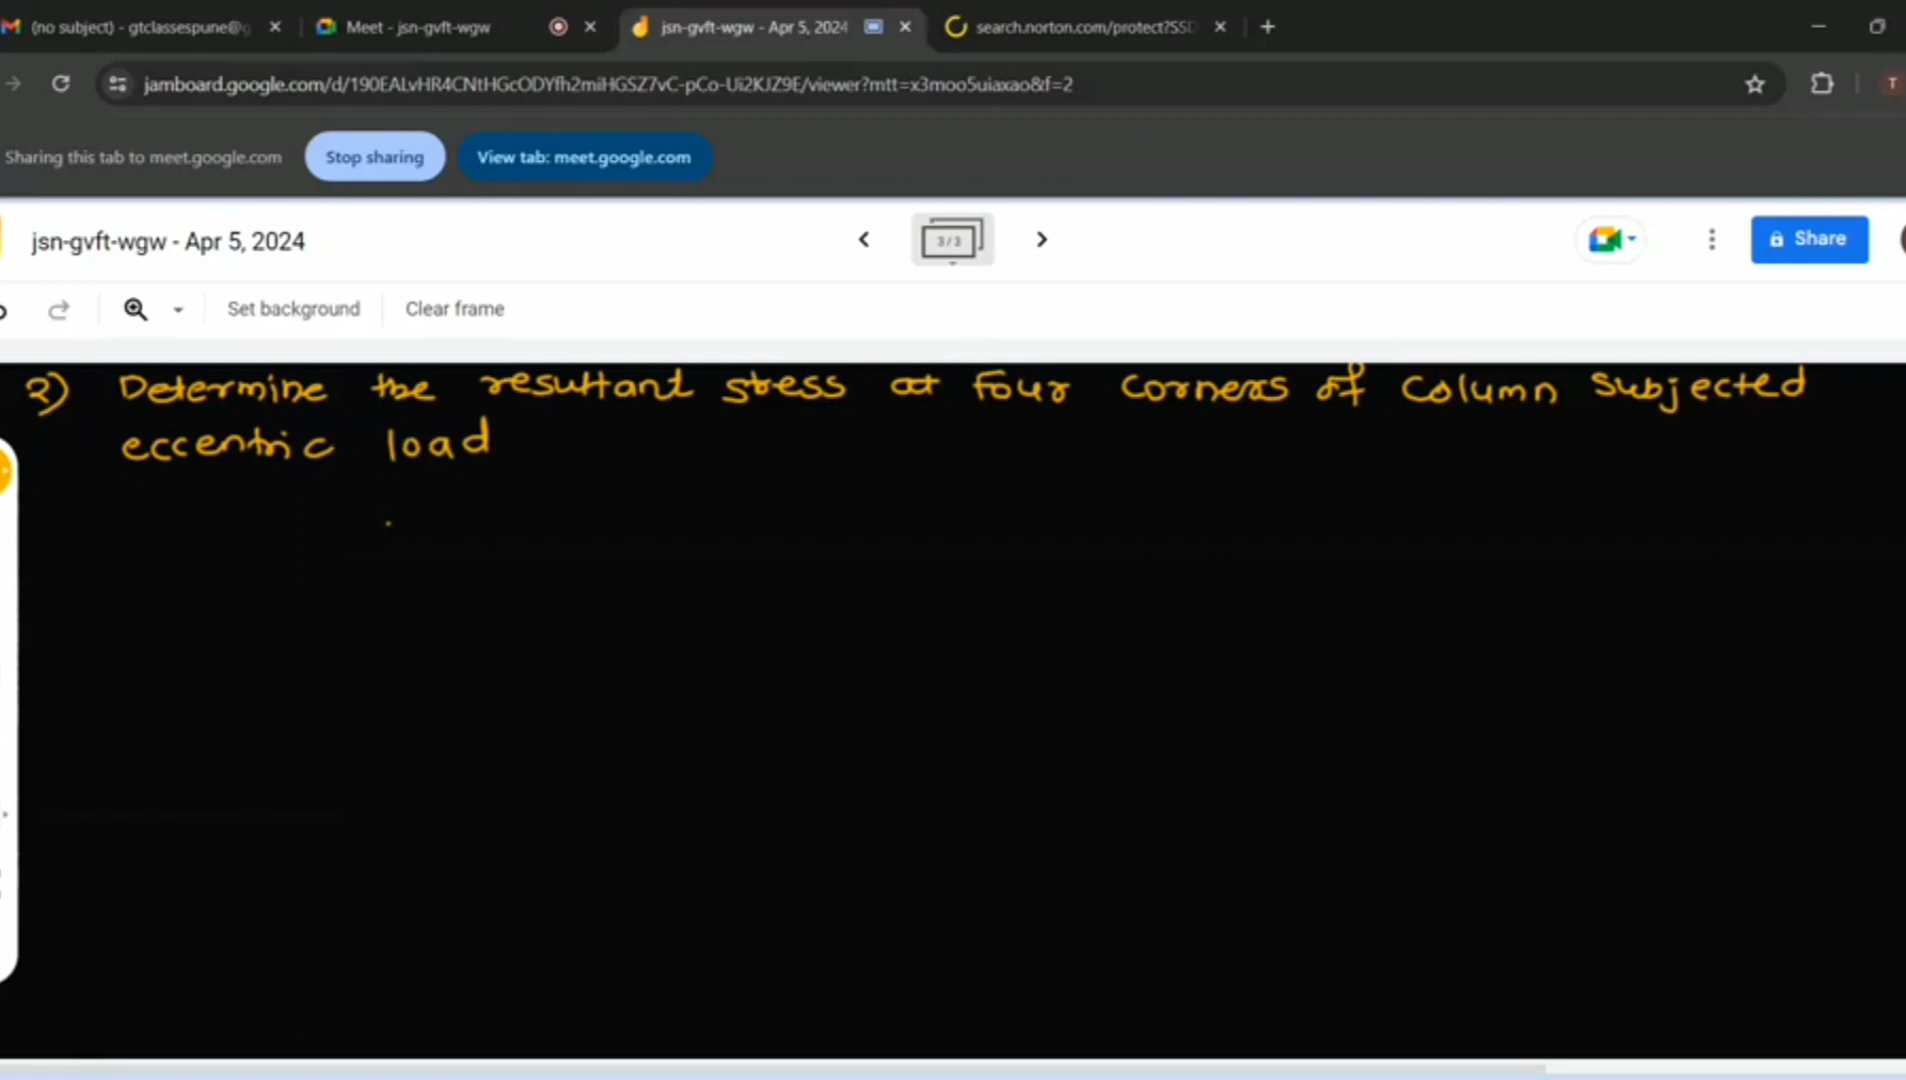 (no subject) - gtclassespune@g
Meet - jsn-gvft-wgw
jsn-gvft-wgw - Apr 5, 2024
search.norton.com/protect?SSD
jamboard.google.com/d/190EALvHR4CNtHGcODYfh2miHGSZ7vC-pCo-Ui2KJZ9E/viewer?mtt=x3moo5uiaxao&f=2
T
Sharing this tab to meet.google.com
Stop sharing
View tab: meet.google.com
jsn-gvft-wgw - Apr 5, 2024
3 / 3
Share
Set background
Clear frame
2) Determine the resultant stress at four corners of column subjected
eccentric load